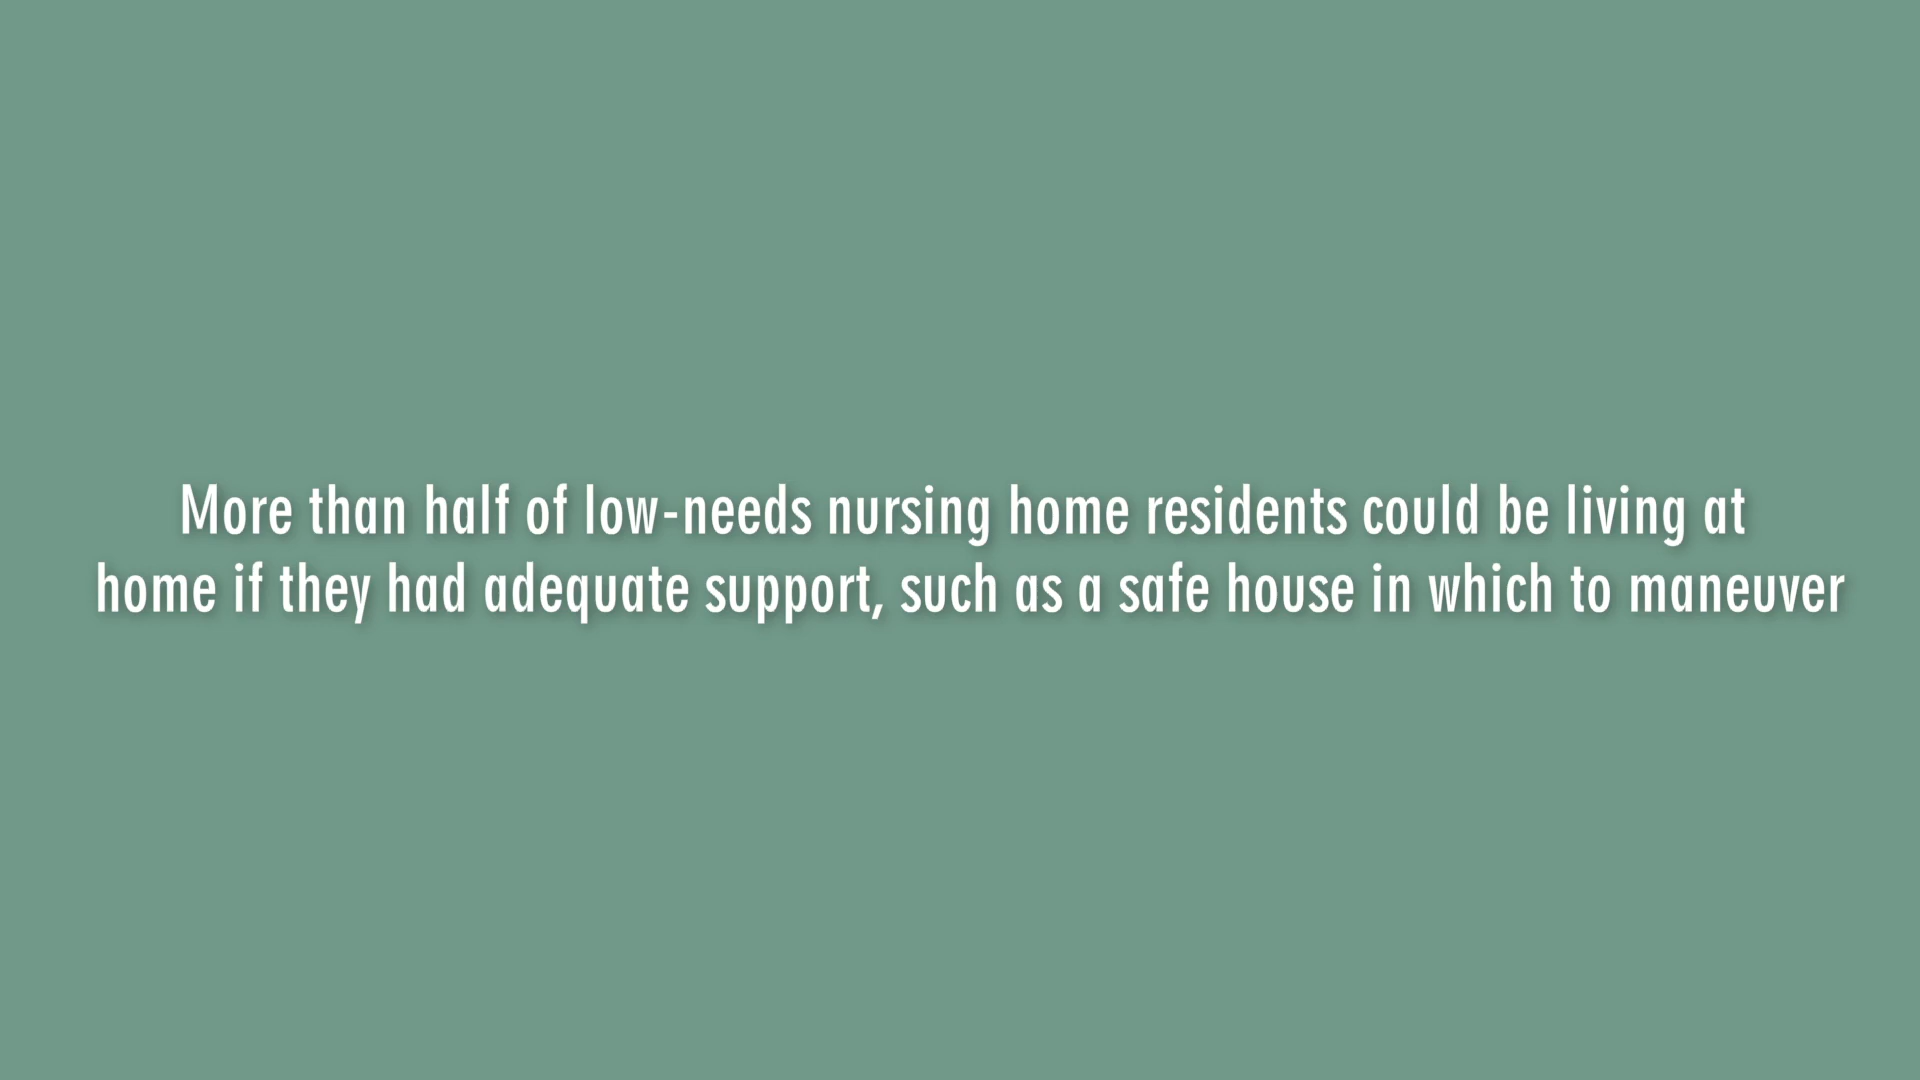 More than half of low-needs nursing home residents could be living at
home if they had adequate support, such as a safe house in which to maneuver